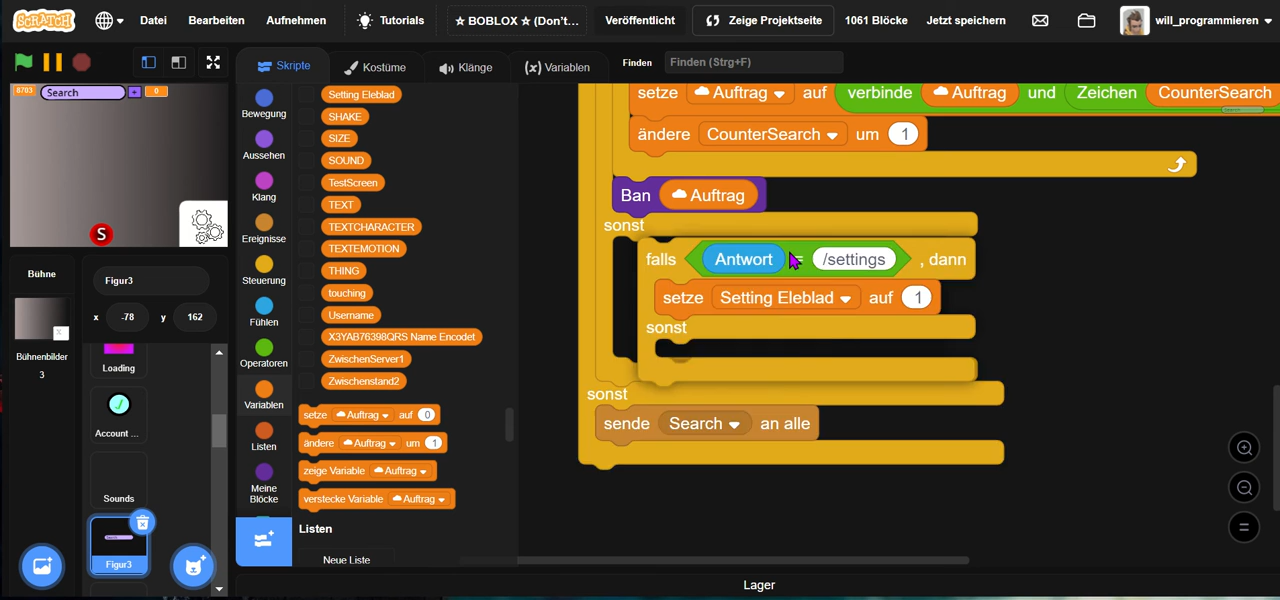 SCRATCH
Datei
Bearbeiten
Aufnehmen
Tutorials
☆ BOBLOX ☆ (Don't…
Veröffentlicht
Zeige Projektseite
1061 Blöcke
Jetzt speichern
will_programmieren
Skripte
Kostüme
Klänge
(x) Variablen
Finden
Finden (Strg+F)
8703
Search
+
0
S
Bühne
Bühnenbilder
3
Figur3
x
-78
y
162
Loading
Account ...
Sounds
Figur3
Bewegung
Aussehen
Klang
Ereignisse
Steuerung
Fühlen
Operatoren
Variablen
Listen
Meine
Blöcke
Setting Eleblad
SHAKE
SIZE
SOUND
TestScreen
TEXT
TEXTCHARACTER
TEXTEMOTION
THING
touching
Username
X3YAB76398QRS Name Encodet
ZwischenServer1
Zwischenstand2
setze Auftrag auf 0
ändere Auftrag um 1
zeige Variable Auftrag
verstecke Variable Auftrag
Listen
Neue Liste
setze Auftrag auf verbinde Auftrag und Zeichen CounterSearch
ändere CounterSearch um 1
Ban Auftrag
sonst
falls Antwort = /settings , dann
setze Setting Eleblad auf 1
sonst
sonst
sende Search an alle
Lager